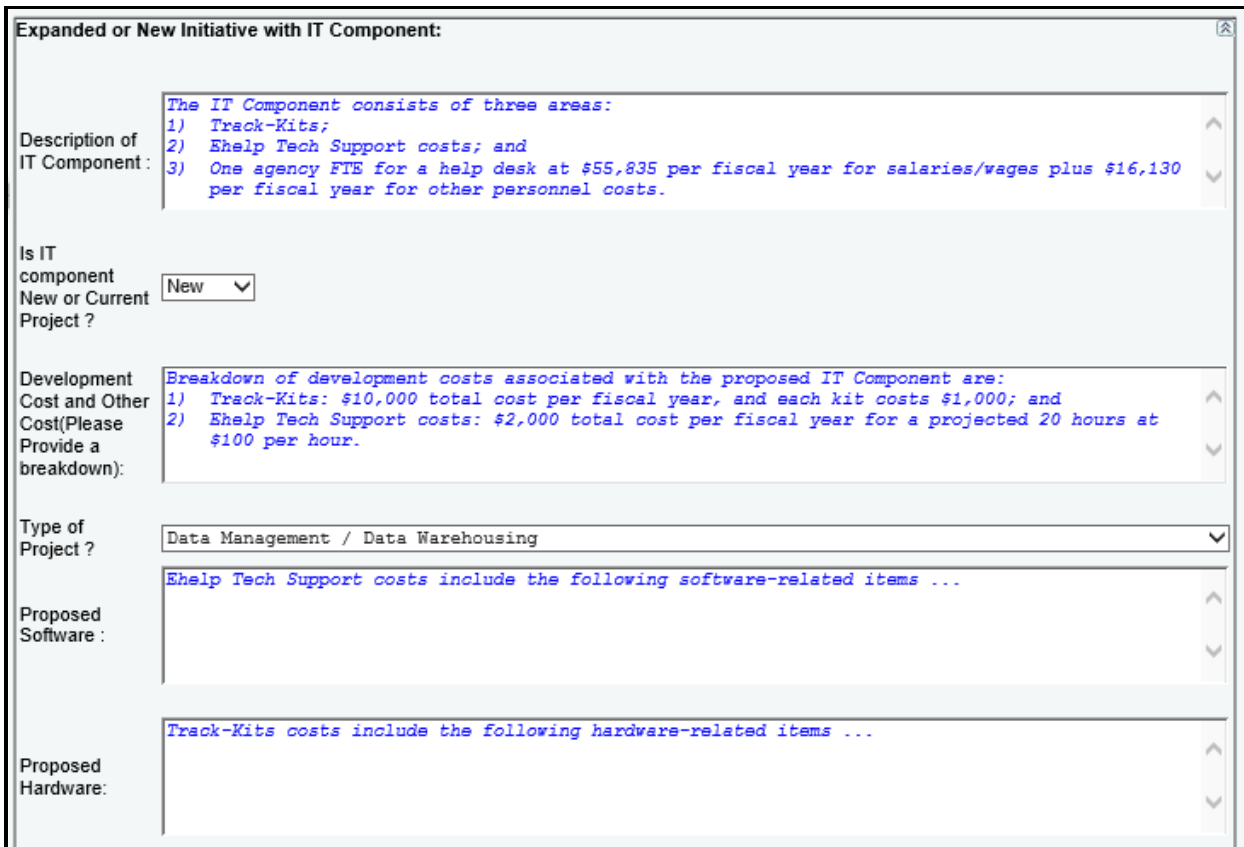 Expanded or New Initiative with IT Component:
Description of
IT Component :
The IT Component consists of three areas:
1) Track-Kits;
2) Ehelp Tech Support costs; and
3) One agency FTE for a help desk at $55,835 per fiscal year for salaries/wages plus $16,130
per fiscal year for other personnel costs.
Is IT
component
New or Current
Project ?
New
Development
Cost and Other
Cost(Please
Provide a
breakdown):
Breakdown of development costs associated with the proposed IT Component are:
1) Track-Kits: $10,000 total cost per fiscal year, and each kit costs $1,000; and
2) Ehelp Tech Support costs: $2,000 total cost per fiscal year for a projected 20 hours at
$100 per hour.
Type of
Project ?
Data Management / Data Warehousing
Proposed
Software :
Ehelp Tech Support costs include the following software-related items ...
Proposed
Hardware:
Track-Kits costs include the following hardware-related items ...